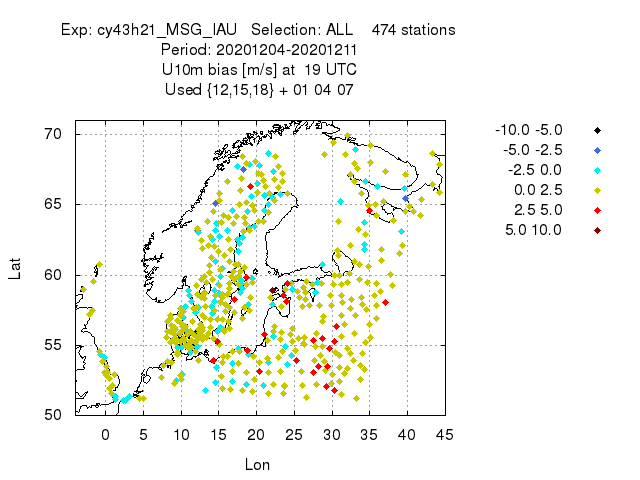 Exp: cy43h21_MSG_IAU Selection: ALL 474 stations
Period: 20201204-20201211
U10m bias [m/s] at 19 UTC
Used {12,15,18} + 01 04 07
70
65
60
55
50
Lat
0 5 10 15 20 25 30 35 40 45
Lon
-10.0 -5.0
-5.0 -2.5
-2.5 0.0
0.0 2.5
2.5 5.0
5.0 10.0